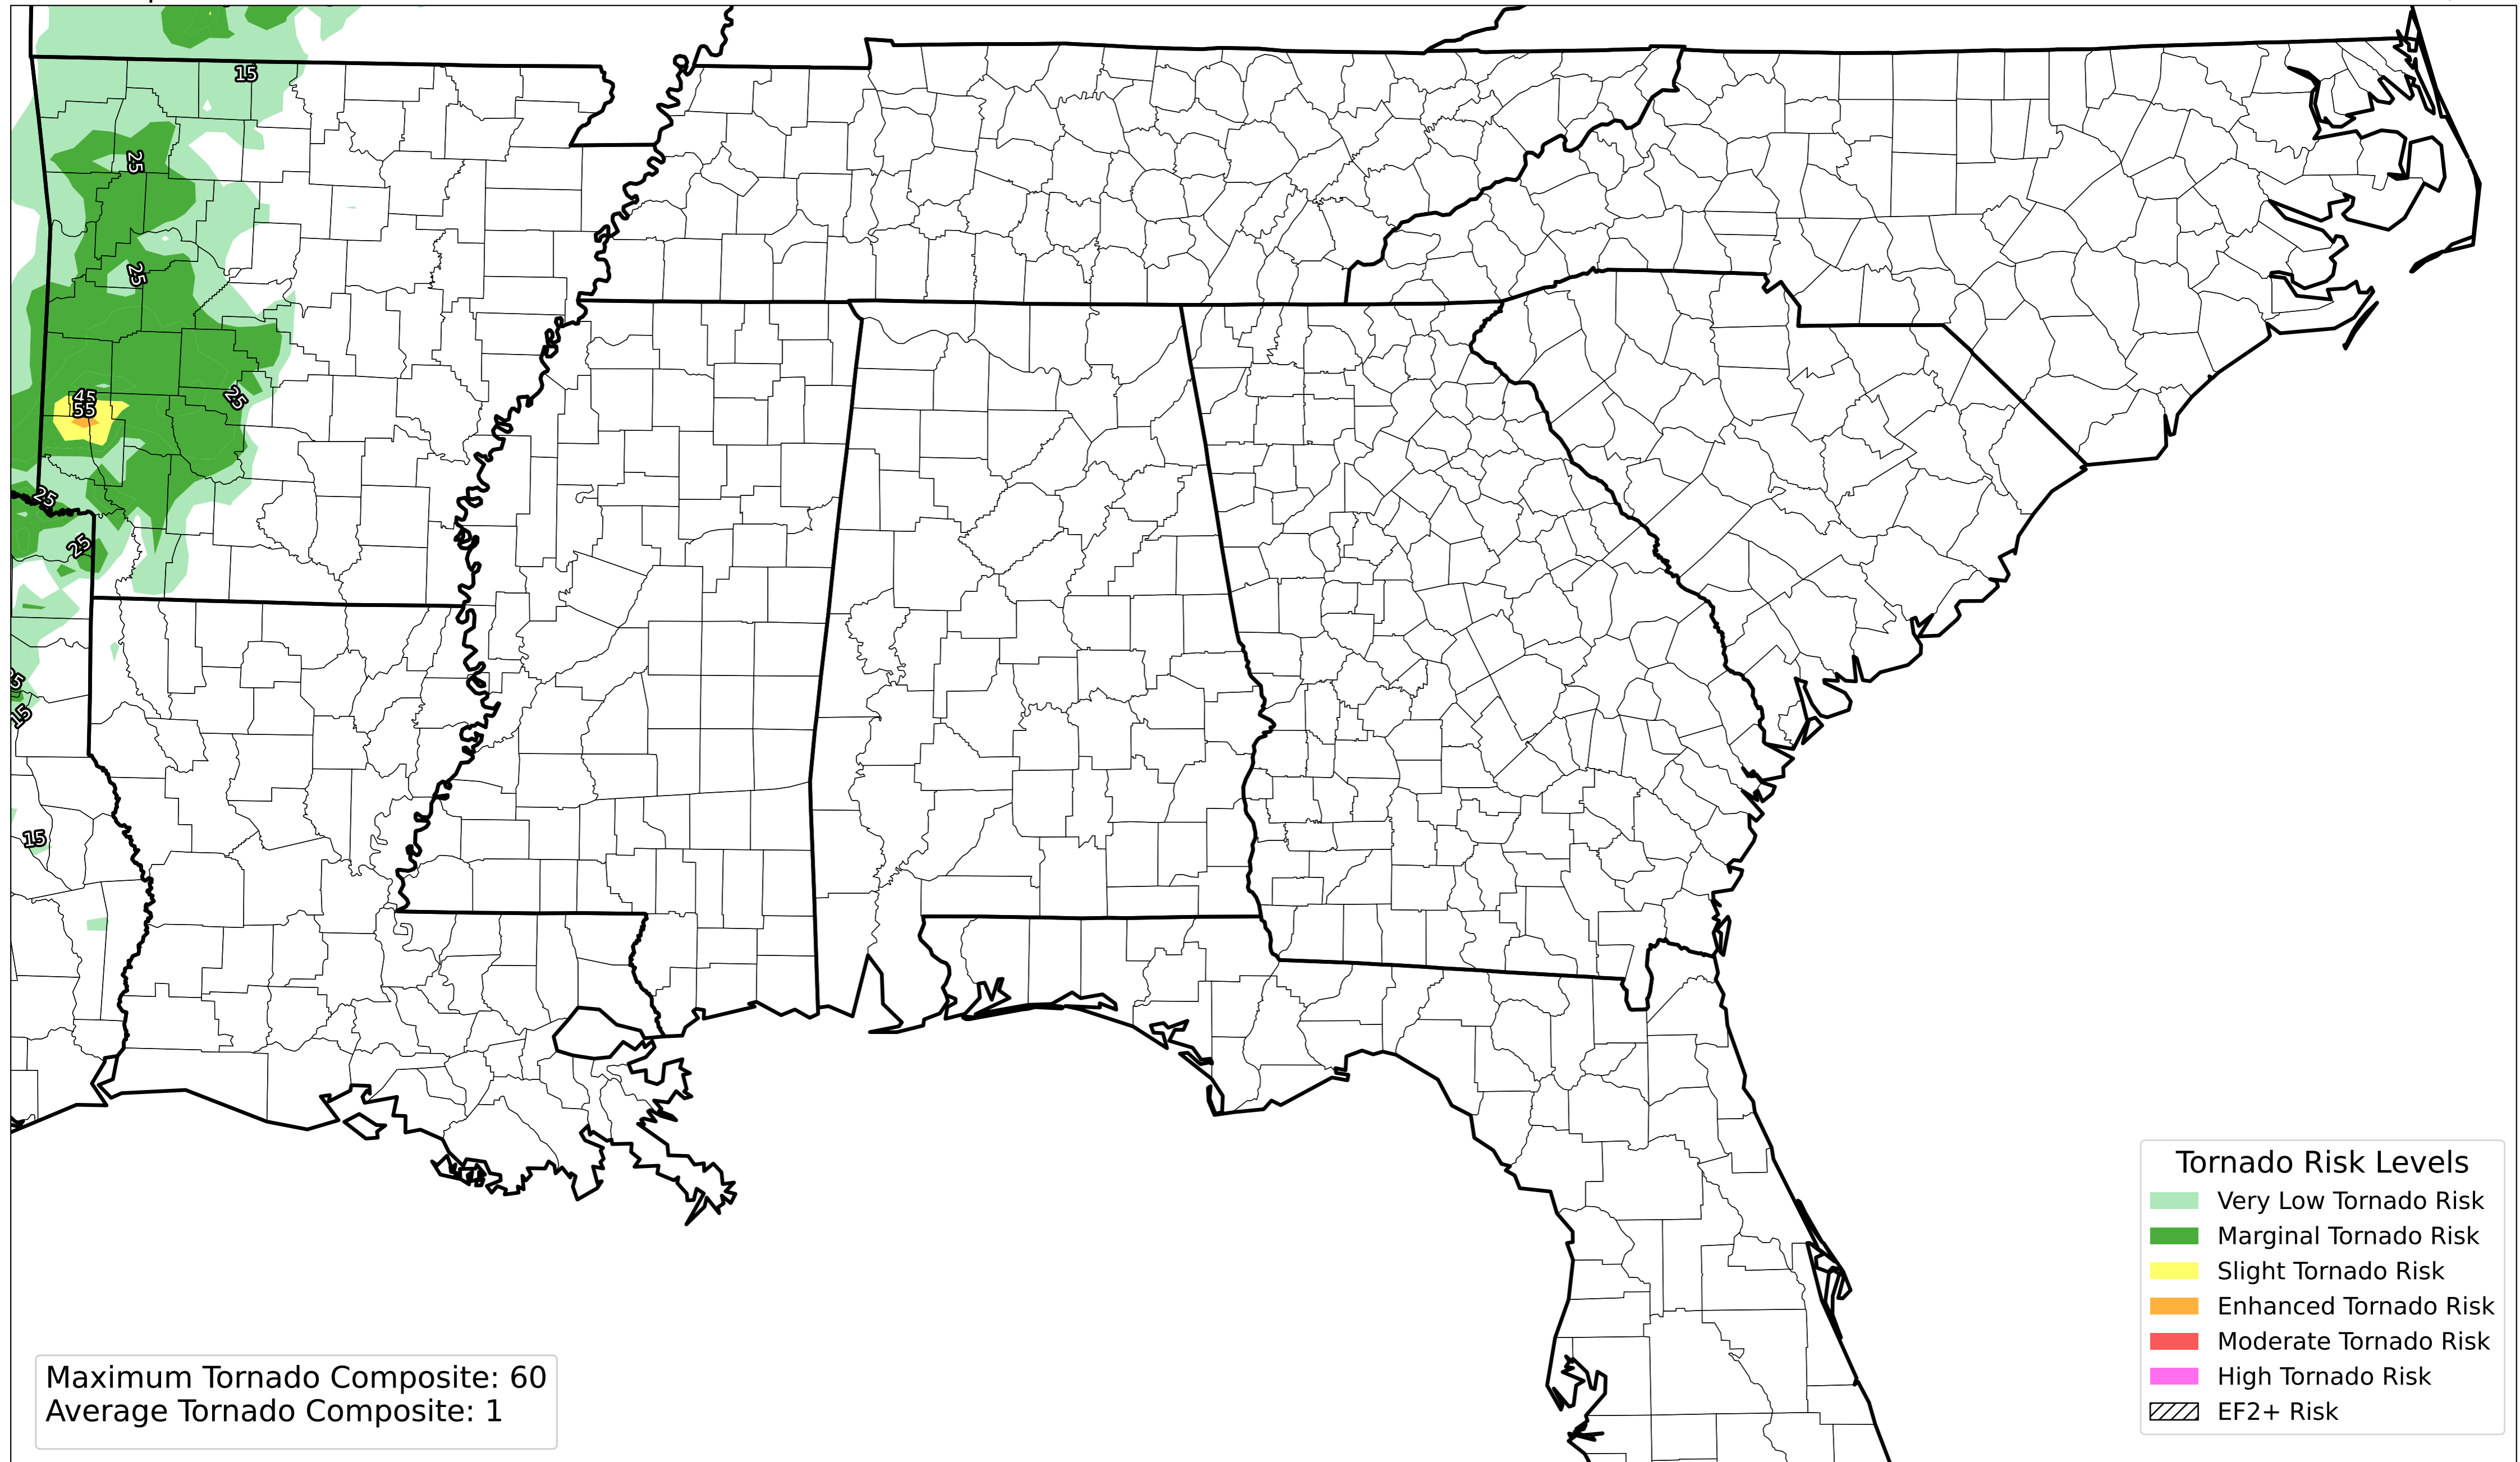 15
25
25
45
55
25
25
25
15
15
Tornado Risk Levels
Very Low Tornado Risk
Marginal Tornado Risk
Slight Tornado Risk
Enhanced Tornado Risk
Moderate Tornado Risk
High Tornado Risk
EF2+ Risk
Maximum Tornado Composite: 60
Average Tornado Composite: 1